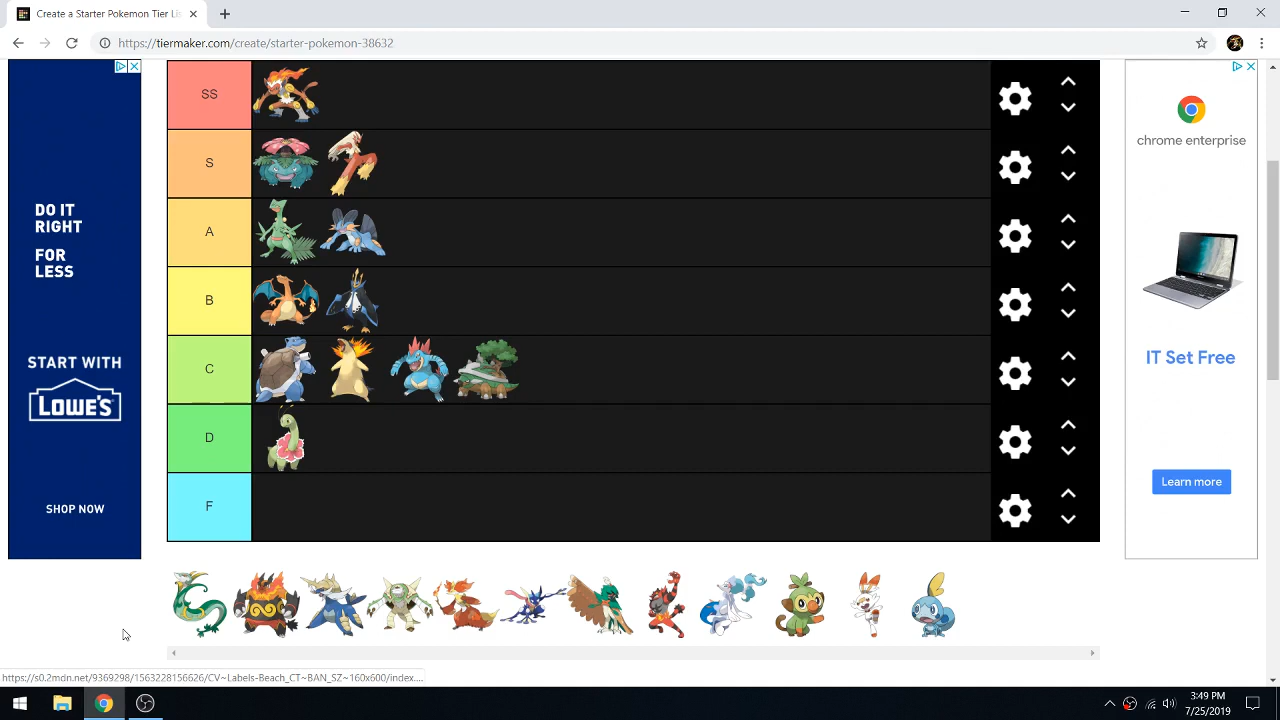 Create a Starter Pokemon Tier Lis
https://tiermaker.com/create/starter-pokemon-38632
DO IT
RIGHT
FOR
LESS
START WITH
LOWE'S
SHOP NOW
SS
S
A
B
C
D
F
chrome enterprise
IT Set Free
Learn more
https://s0.2mdn.net/9369298/1563228156626/CV~Labels-Beach_CT~BAN_SZ~160x600/index....
3:49 PM
7/25/2019